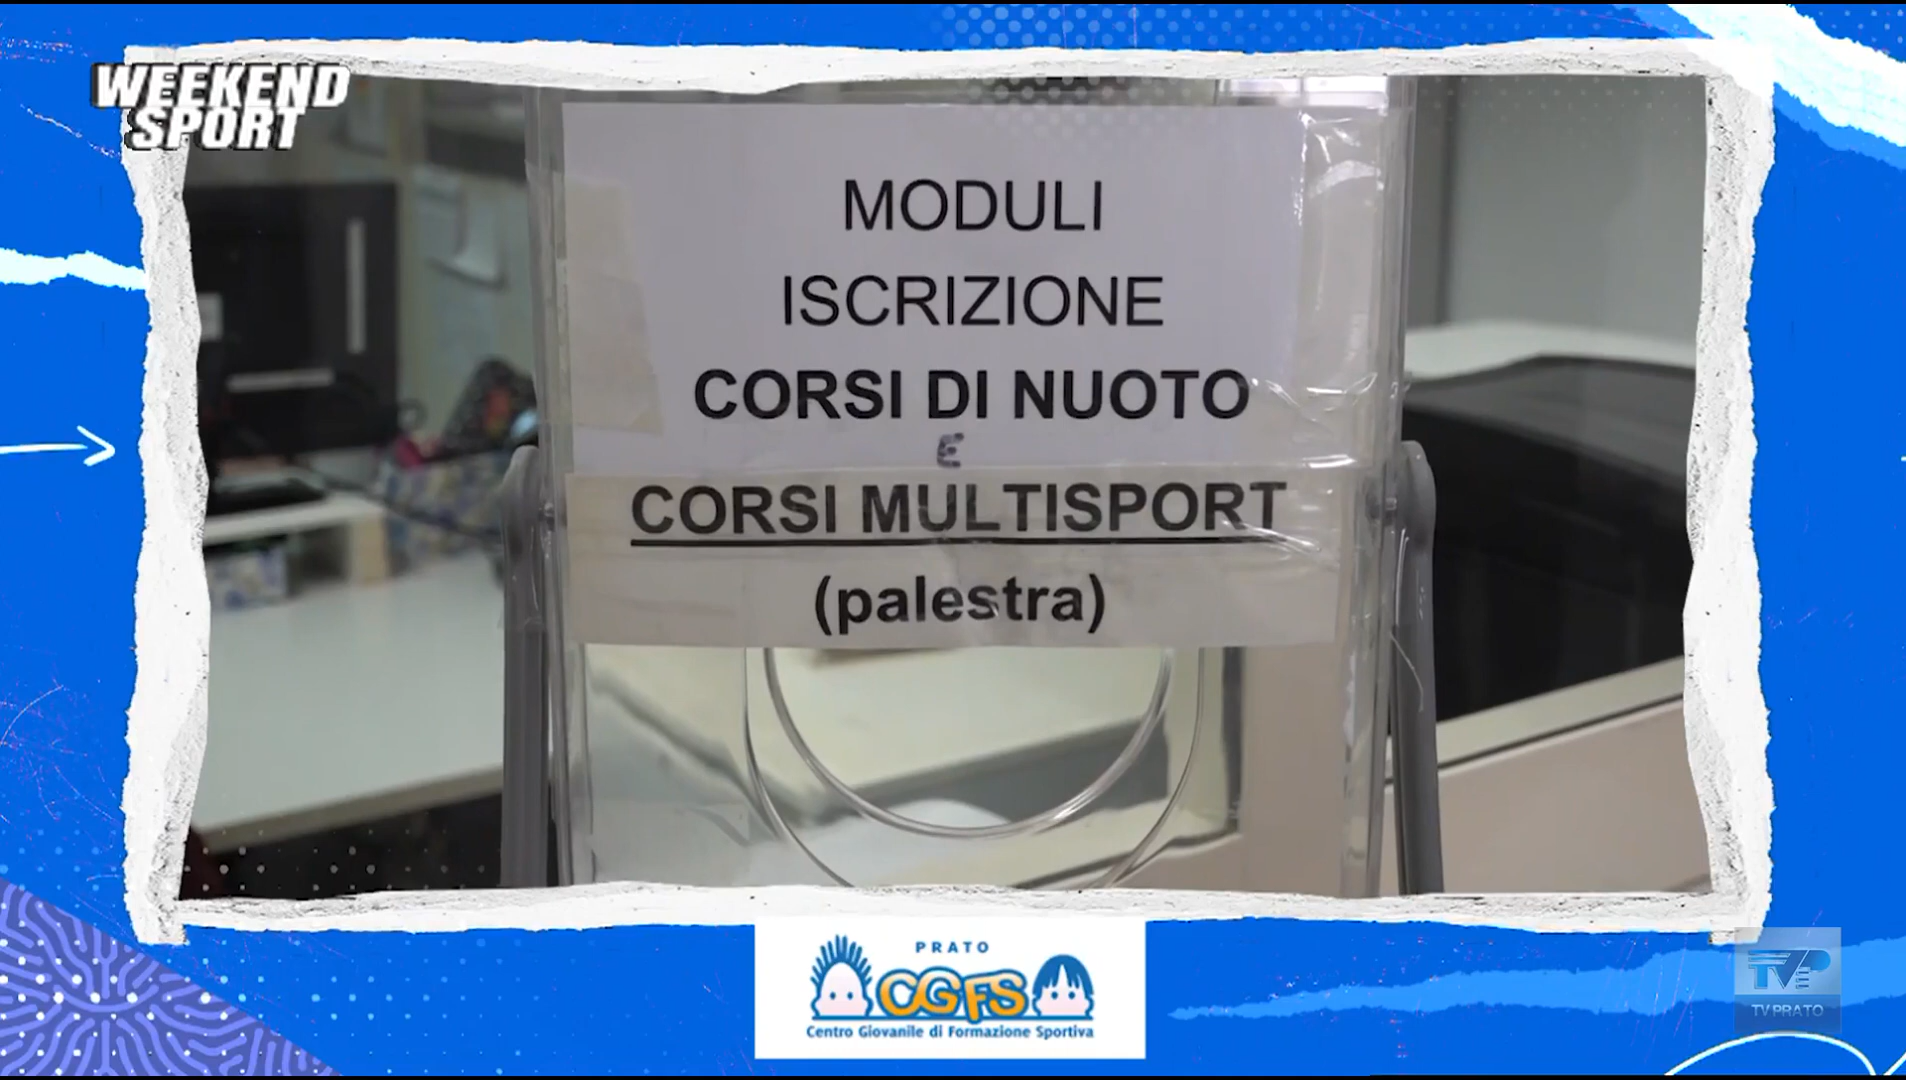 WEEKEND
SPORT
MODULI
ISCRIZIONE
CORSI DI NUOTO
E
CORSI MULTISPORT
(palestra)
PRATO
CGFS
Centro Giovanile di Formazione Sportiva
TVP
TV PRATO